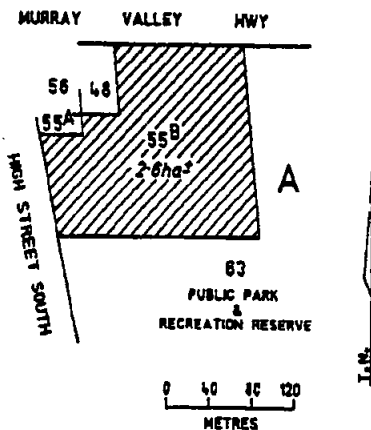 MURRAY VALLEY HWY
56
48
55A
55B
2·6ha±
A
HIGH STREET SOUTH
63
PUBLIC PARK
&
RECREATION RESERVE
T.N.
0 40 80 120
METRES